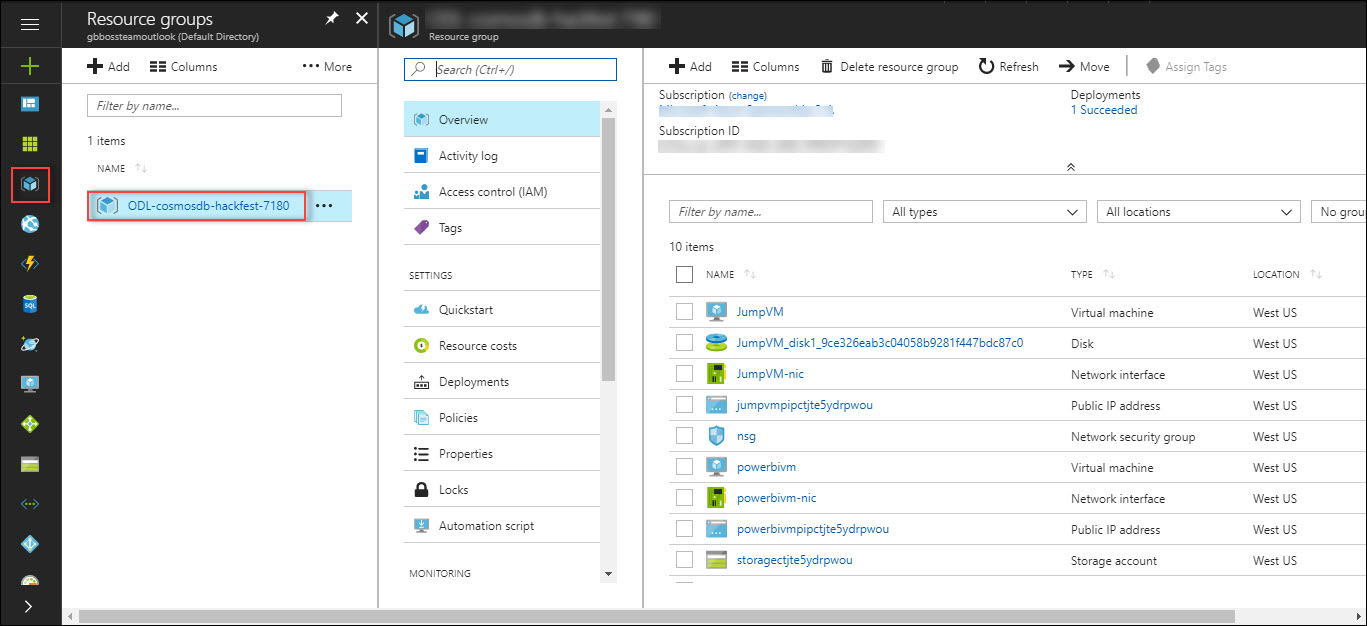 Resource groups
gbbossteamoutlook (Default Directory)
Add
Columns
More
Filter by name...
1 items
NAME
ODL-cosmosdb-hackfest-7180
SQL
ODL-cosmosdb-hackfest-7180
Resource group
Search (Ctrl+/)
Overview
Activity log
Access control (IAM)
Tags
SETTINGS
Quickstart
Resource costs
Deployments
Policies
Properties
Locks
Automation script
MONITORING
Add
Columns
Delete resource group
Refresh
Move
Assign Tags
Subscription (change)
Deployments
1 Succeeded
Subscription ID
Filter by name...
All types
All locations
No grou
10 items
NAME
TYPE
LOCATION
JumpVM
Virtual machine
West US
JumpVM_disk1_9ce326eab3c04058b9281f447bdc87c0
Disk
West US
JumpVM-nic
Network interface
West US
jumpvmpipctjte5ydrpwou
Public IP address
West US
nsg
Network security group
West US
powerbivm
Virtual machine
West US
powerbivm-nic
Network interface
West US
powerbivmpipctjte5ydrpwou
Public IP address
West US
storagectjte5ydrpwou
Storage account
West US